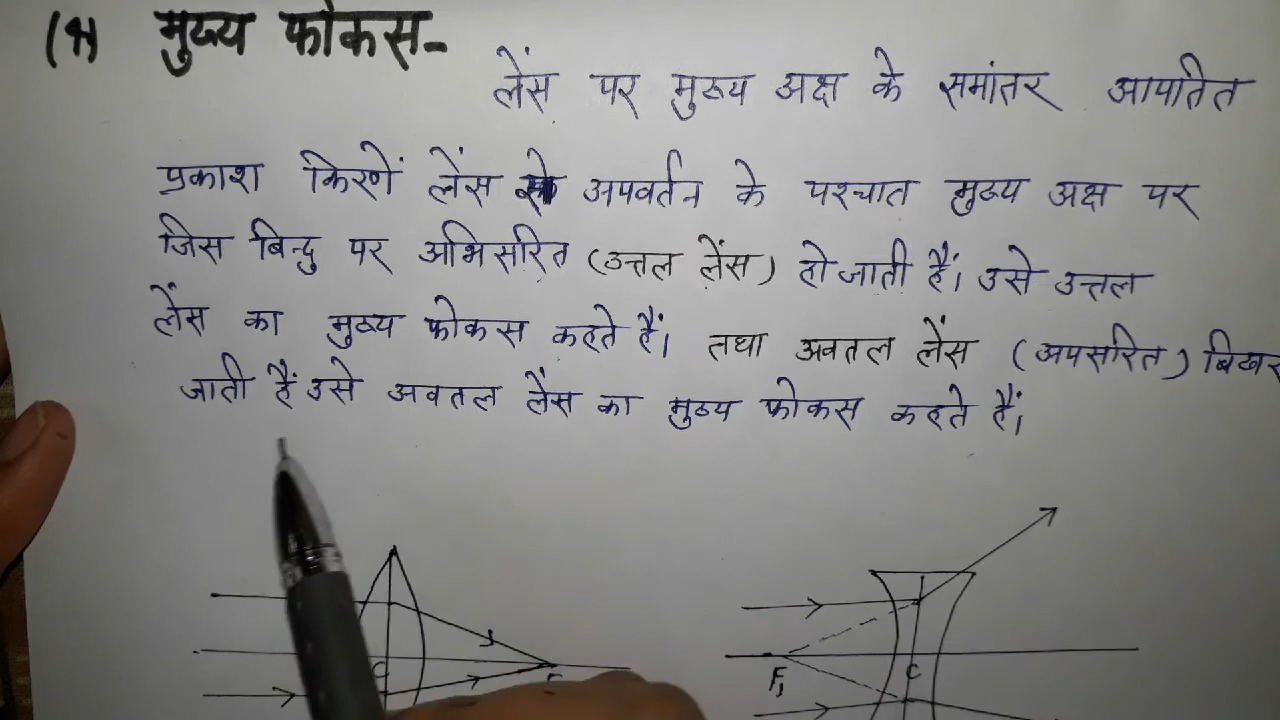 (4) मुख्य फोकस-
लेंस पर मुख्य अक्ष के समांतर आपतित
प्रकाश किरणें लेंस से अपवर्तन के पश्चात मुख्य अक्ष पर
जिस बिन्दु पर अभिसरित (उत्तल लेंस) हो जाती हैं। उसे उत्तल
लेंस का मुख्य फोकस कहते हैं। तथा अवतल लेंस (अपसरित) बिखर
जाती हैं उसे अवतल लेंस का मुख्य फोकस कहते हैं।
C
F₁ C